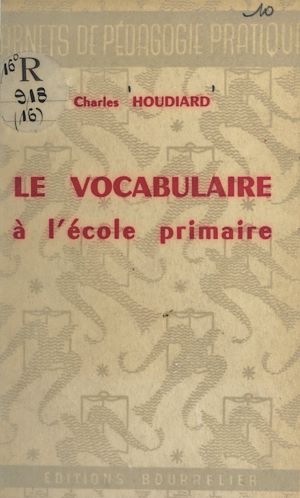 10
CARNETS DE PÉDAGOGIE PRATIQUE
16° R
918
(16)
Charles HOUDIARD
LE VOCABULAIRE
à l'école primaire
ÉDITIONS BOURRELIER